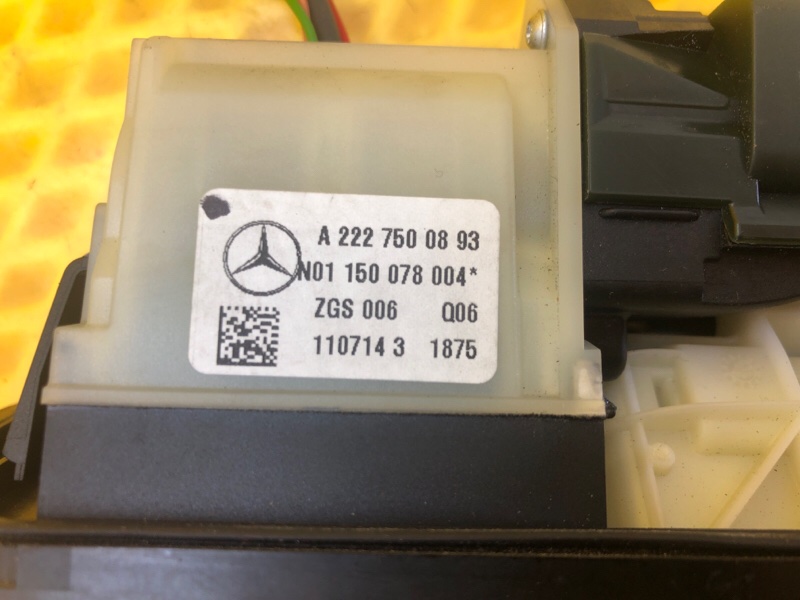 A 222 750 08 93
N01 150 078 004*
ZGS 006 Q06
110714 3 1875